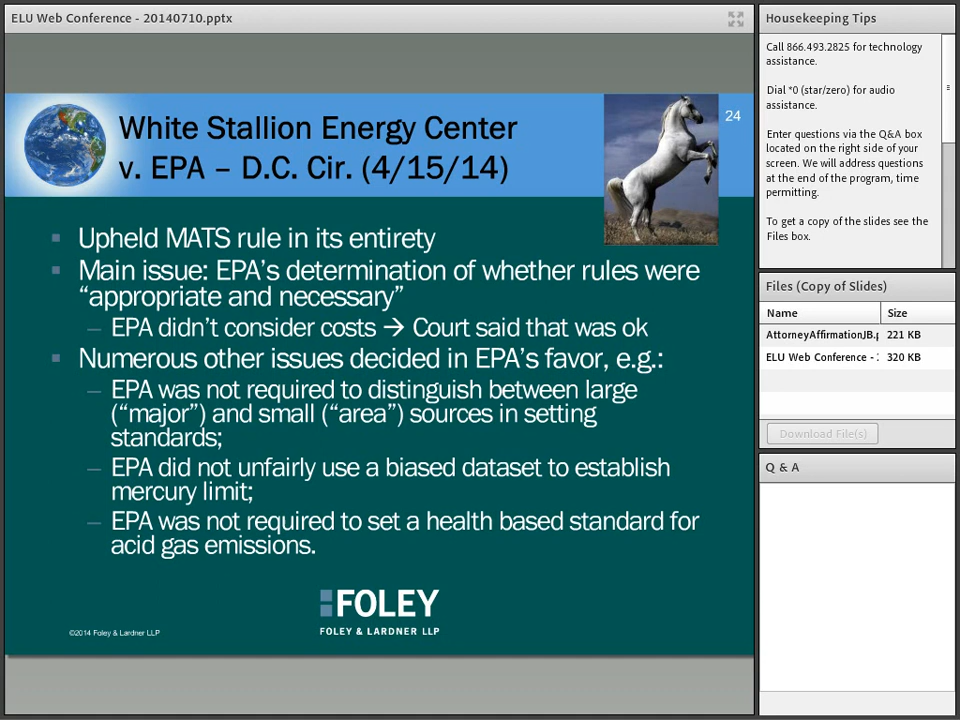 ELU Web Conference - 20140710.pptx
White Stallion Energy Center
v. EPA – D.C. Cir. (4/15/14)
24
▪ Upheld MATS rule in its entirety
▪ Main issue: EPA’s determination of whether rules were
“appropriate and necessary”
– EPA didn’t consider costs → Court said that was ok
▪ Numerous other issues decided in EPA’s favor, e.g.:
– EPA was not required to distinguish between large
(“major”) and small (“area”) sources in setting
standards;
– EPA did not unfairly use a biased dataset to establish
mercury limit;
– EPA was not required to set a health based standard for
acid gas emissions.
FOLEY
FOLEY & LARDNER LLP
©2014 Foley & Lardner LLP
Housekeeping Tips
Call 866.493.2825 for technology
assistance.
Dial *0 (star/zero) for audio
assistance.
Enter questions via the Q&A box
located on the right side of your
screen. We will address questions
at the end of the program, time
permitting.
To get a copy of the slides see the
Files box.
Files (Copy of Slides)
Name Size
AttorneyAffirmationJB.p 221 KB
ELU Web Conference - 320 KB
Download File(s)
Q & A